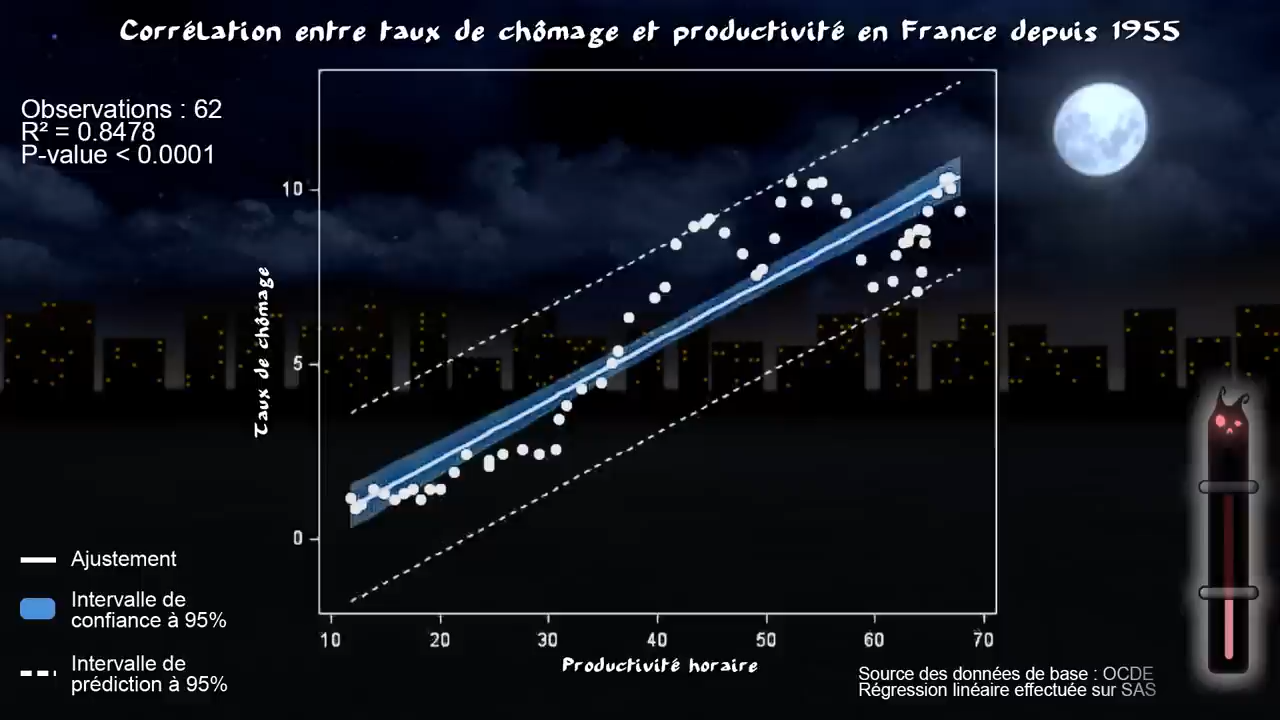 Corrélation entre taux de chômage et productivité en France depuis 1955
Observations : 62
R² = 0.8478
P-value < 0.0001
10
5
0
Taux de chômage
10 20 30 40 50 60 70
Productivité horaire
Ajustement
Intervalle de
confiance à 95%
Intervalle de
prédiction à 95%
Source des données de base : OCDE
Régression linéaire effectuée sur SAS